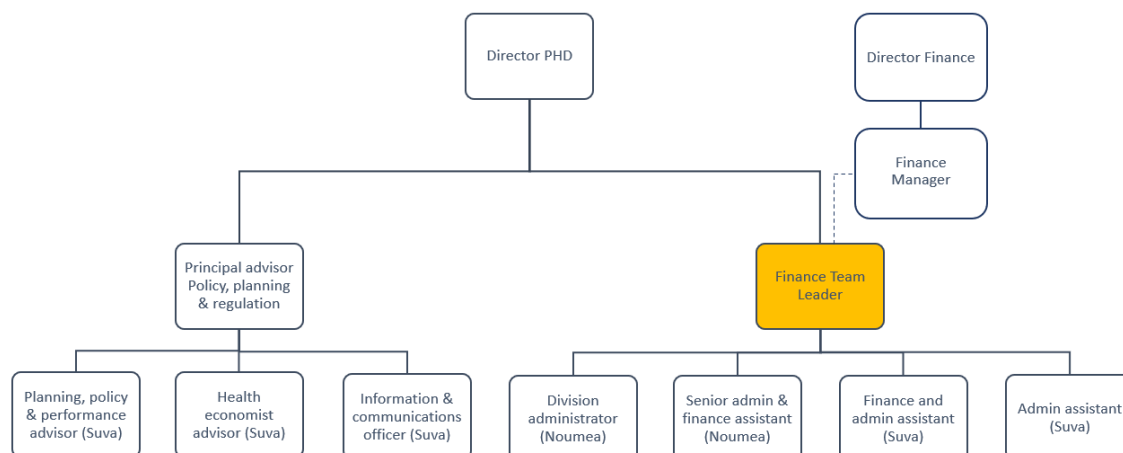 Director PHD
Director Finance
Finance
Manager
Principal advisor
Policy, planning
& regulation
Finance Team
Leader
Planning, policy
& performance
advisor (Suva)
Health
economist
advisor (Suva)
Information &
communications
officer (Suva)
Division
administrator
(Noumea)
Senior admin &
finance assistant
(Noumea)
Finance and
admin assistant
(Suva)
Admin assistant
(Suva)